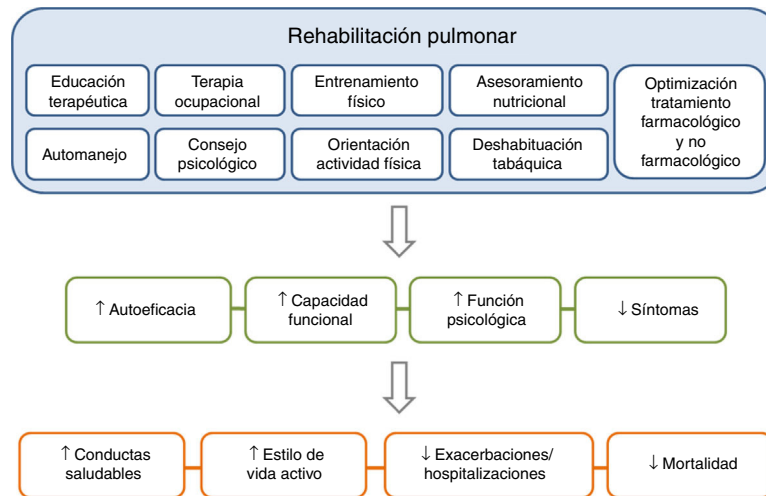 Rehabilitación pulmonar
Educación
terapéutica
Terapia
ocupacional
Entrenamiento
físico
Asesoramiento
nutricional
Optimización
tratamiento
farmacológico
y no
farmacológico
Automanejo
Consejo
psicológico
Orientación
actividad física
Deshabituación
tabáquica
↑ Autoeficacia
↑ Capacidad
funcional
↑ Función
psicológica
↓ Síntomas
↑ Conductas
saludables
↑ Estilo de
vida activo
↓ Exacerbaciones/
hospitalizaciones
↓ Mortalidad